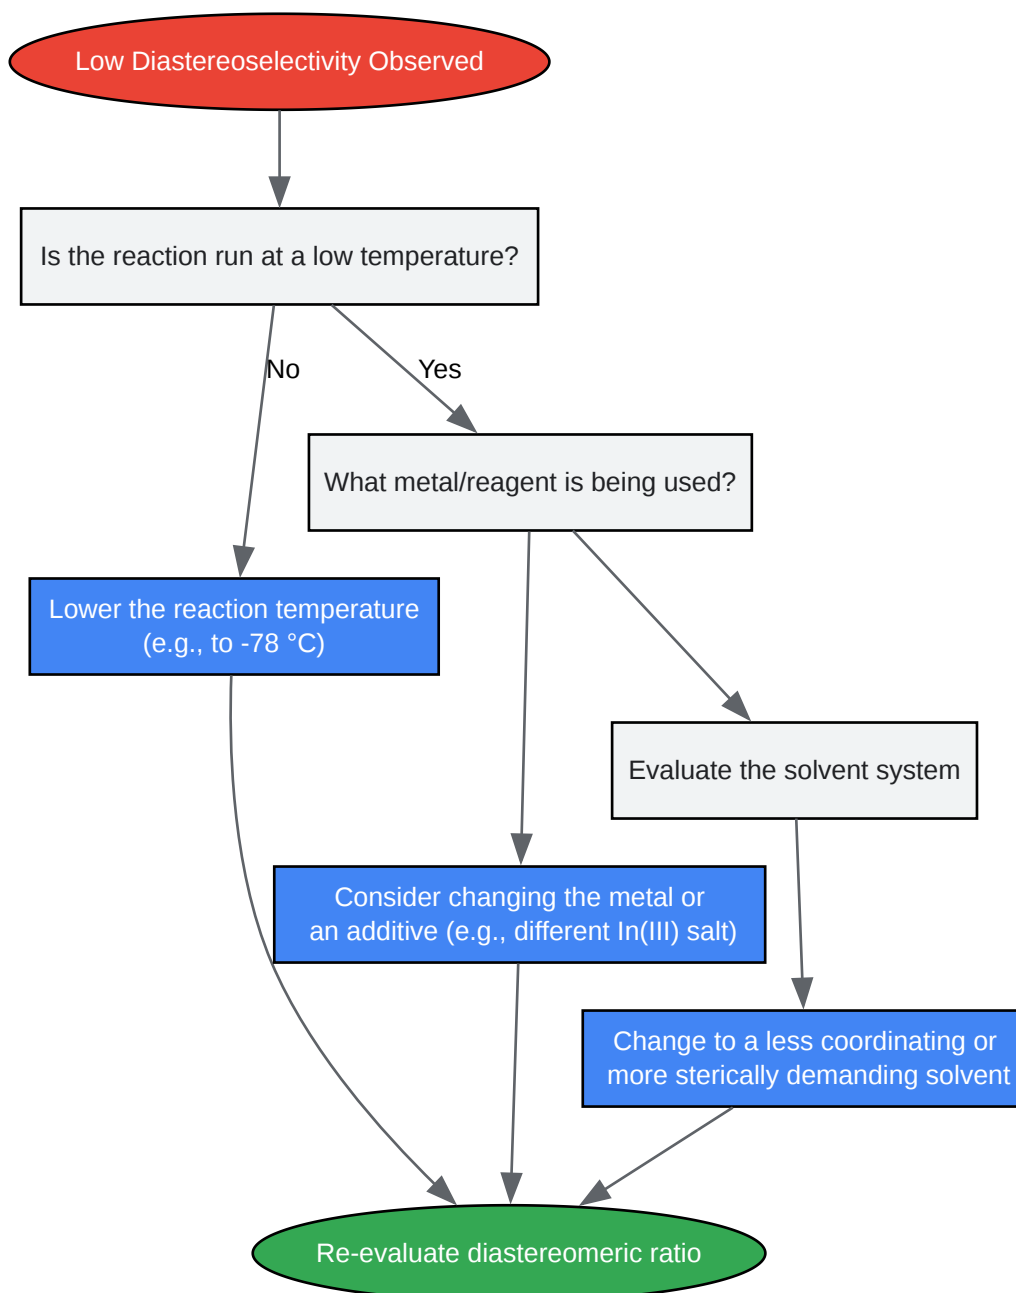 Low Diastereoselectivity Observed
Is the reaction run at a low temperature?
No
Yes
What metal/reagent is being used?
Lower the reaction temperature
(e.g., to -78 °C)
Evaluate the solvent system
Consider changing the metal or
an additive (e.g., different In(III) salt)
Change to a less coordinating or
more sterically demanding solvent
Re-evaluate diastereomeric ratio